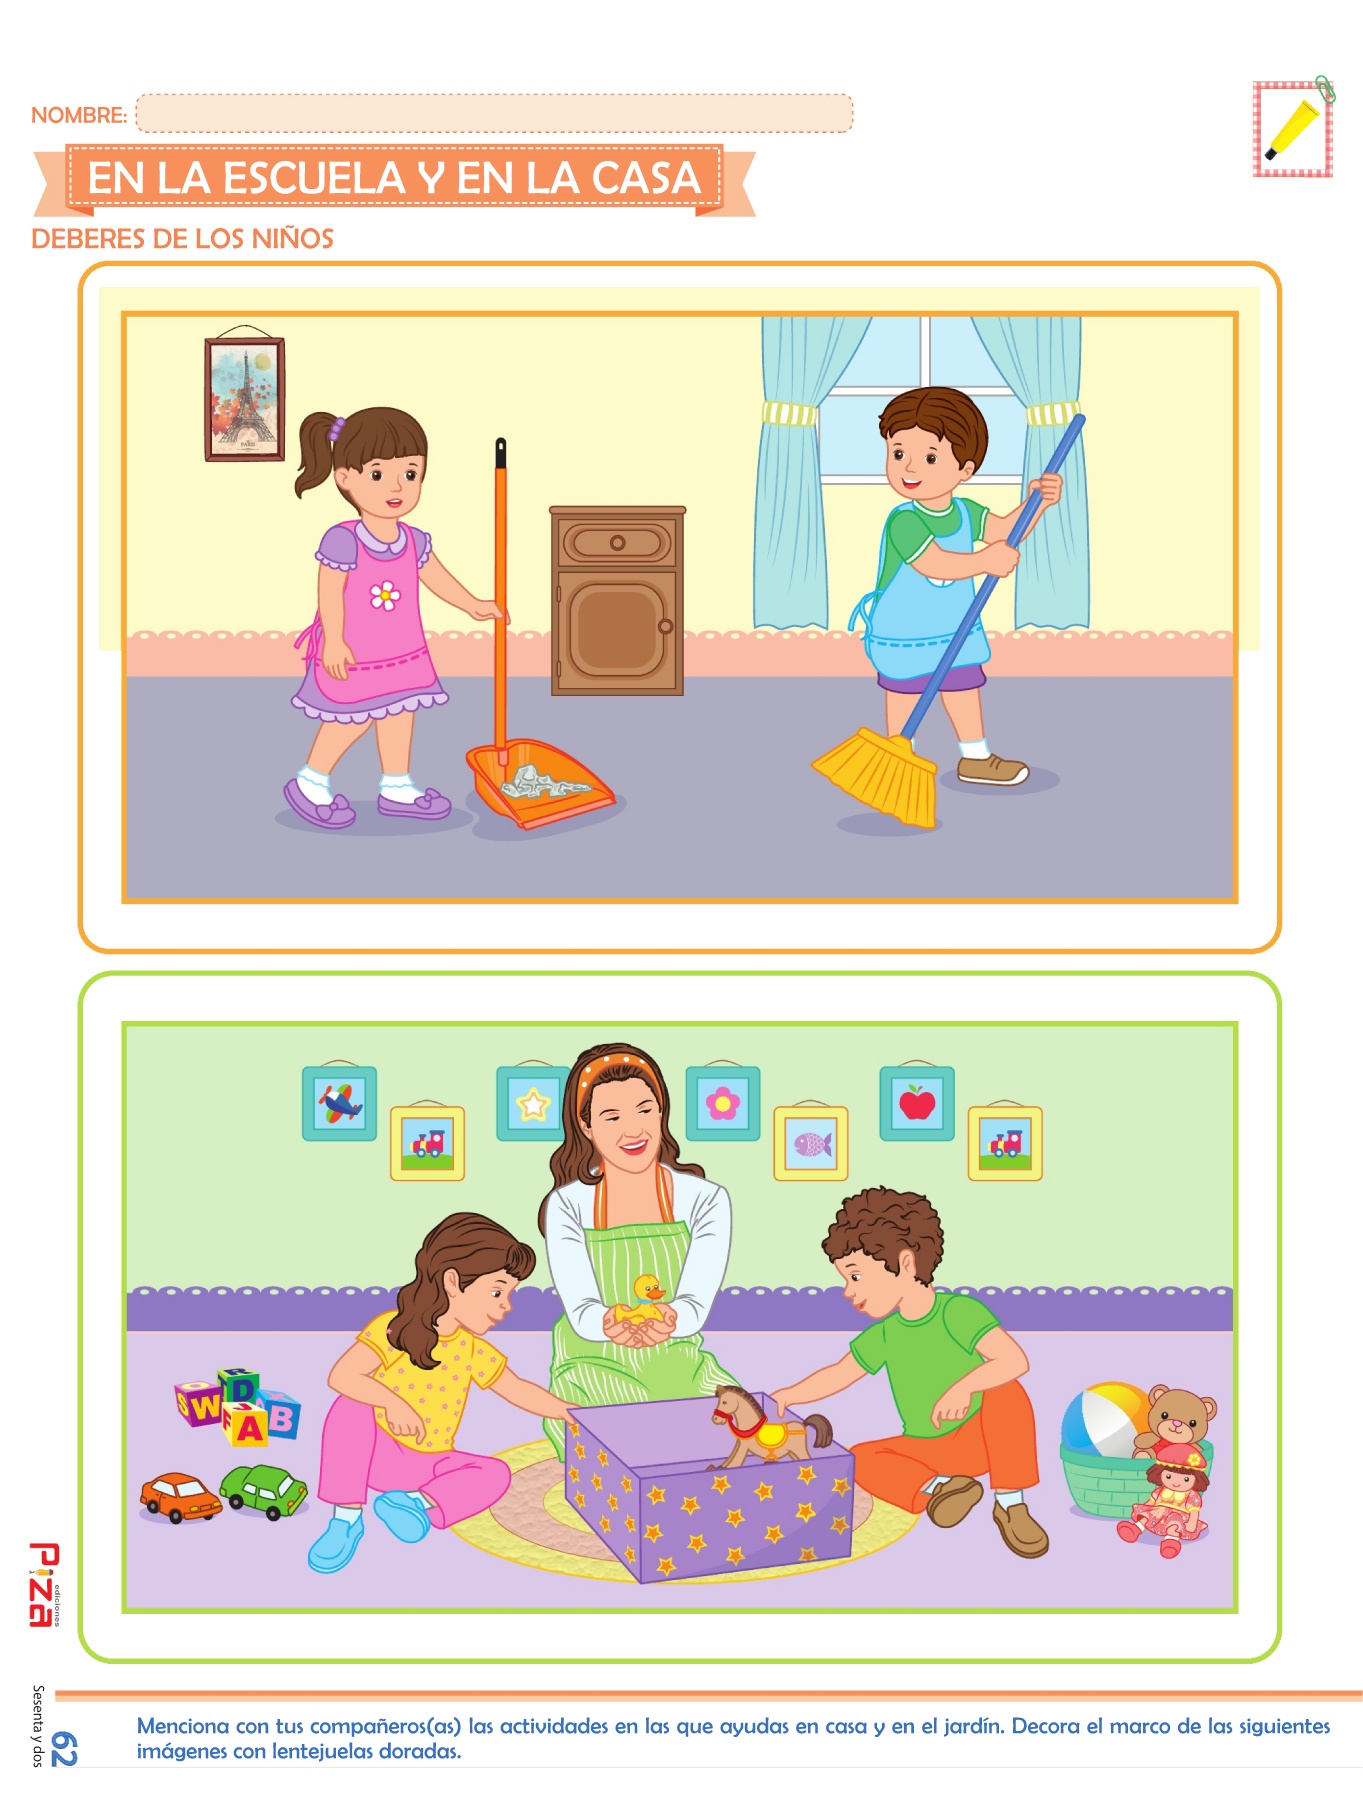 NOMBRE:
EN LA ESCUELA Y EN LA CASA
DEBERES DE LOS NIÑOS
PARIS
R
D
S W
F A
A B
Piza
ediciones
Sesenta y dos
62
Menciona con tus compañeros(as) las actividades en las que ayudas en casa y en el jardín. Decora el marco de las siguientes
imágenes con lentejuelas doradas.